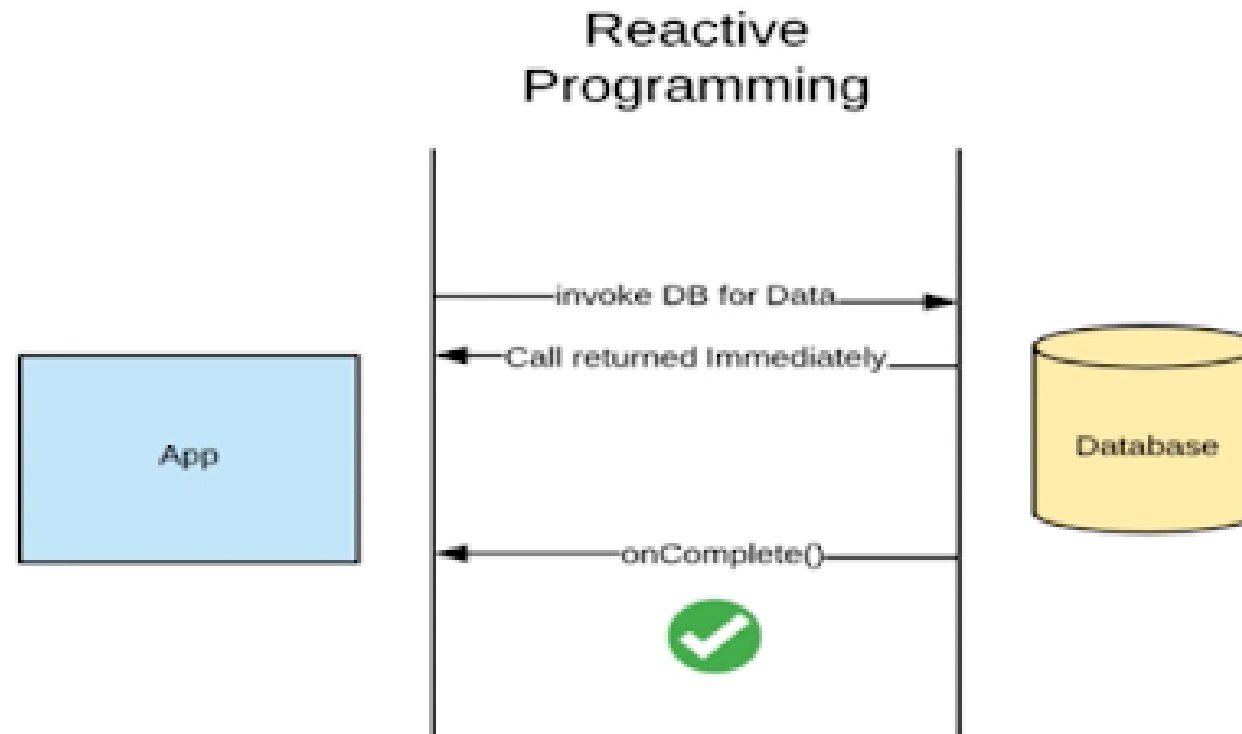 Reactive
Programming
invoke DB for Data
Call returned Immediately
App
Database
onComplete()